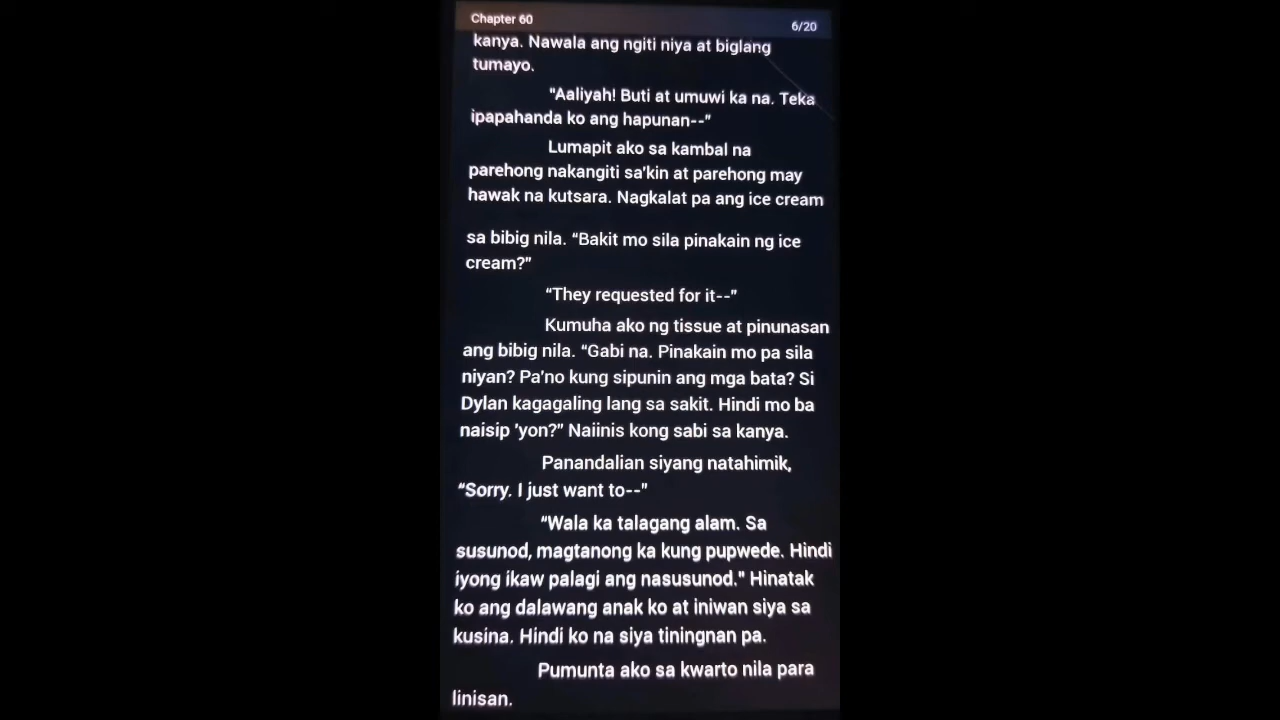 Chapter 60
6/20
kanya. Nawala ang ngiti niya at biglang
tumayo.
"Aaliyah! Buti at umuwi ka na. Teka
ipapahanda ko ang hapunan--"
Lumapit ako sa kambal na
parehong nakangiti sa'kin at parehong may
hawak na kutsara. Nagkalat pa ang ice cream
sa bibig nila. “Bakit mo sila pinakain ng ice
cream?”
“They requested for it--”
Kumuha ako ng tissue at pinunasan
ang bibig nila. “Gabi na. Pinakain mo pa sila
niyan? Pa'no kung sipunin ang mga bata? Si
Dylan kagagaling lang sa sakit. Hindi mo ba
naisip 'yon?” Naiinis kong sabi sa kanya.
Panandalian siyang natahimik,
“Sorry. I just want to--”
“Wala ka talagang alam. Sa
susunod, magtanong ka kung pupwede. Hindi
iyong ikaw palagi ang nasusunod." Hinatak
ko ang dalawang anak ko at iniwan siya sa
kusina. Hindi ko na siya tiningnan pa.
Pumunta ako sa kwarto nila para
linisan.